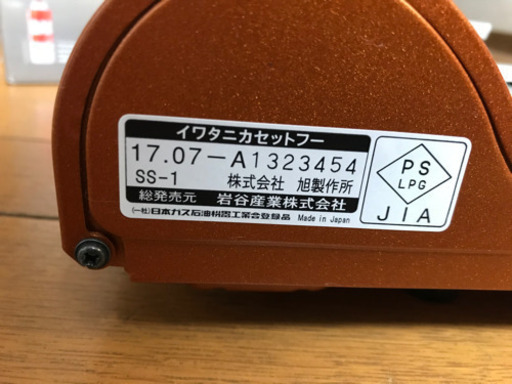 イワタニカセットフー
17.07-A1323454
SS-1 株式会社 旭製作所
総発売元 岩谷産業株式会社
(一社)日本ガス石油機器工業会登録品 Made in Japan
PS
LPG
JIA